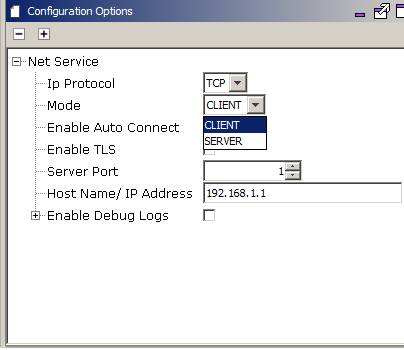 Configuration Options
Net Service
Ip Protocol TCP
Mode CLIENT
Enable Auto Connect CLIENT
SERVER
Enable TLS
Server Port 1
Host Name/ IP Address 192.168.1.1
Enable Debug Logs